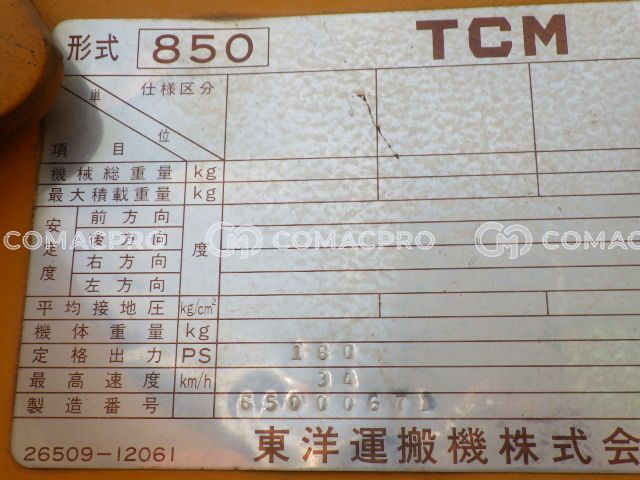 形式 850 TCM
仕様区分
単位
項目
機械総重量 kg
最大積載重量 kg
安定度 前方向 度
後方向
右方向
左方向
COMACPRO COMACPRO COMACPRO
平均接地圧 kg/cm²
機体重量 kg
定格出力 PS 180
最高速度 km/h 34
製造番号 65000671
26509-12061 東洋運搬機株式会